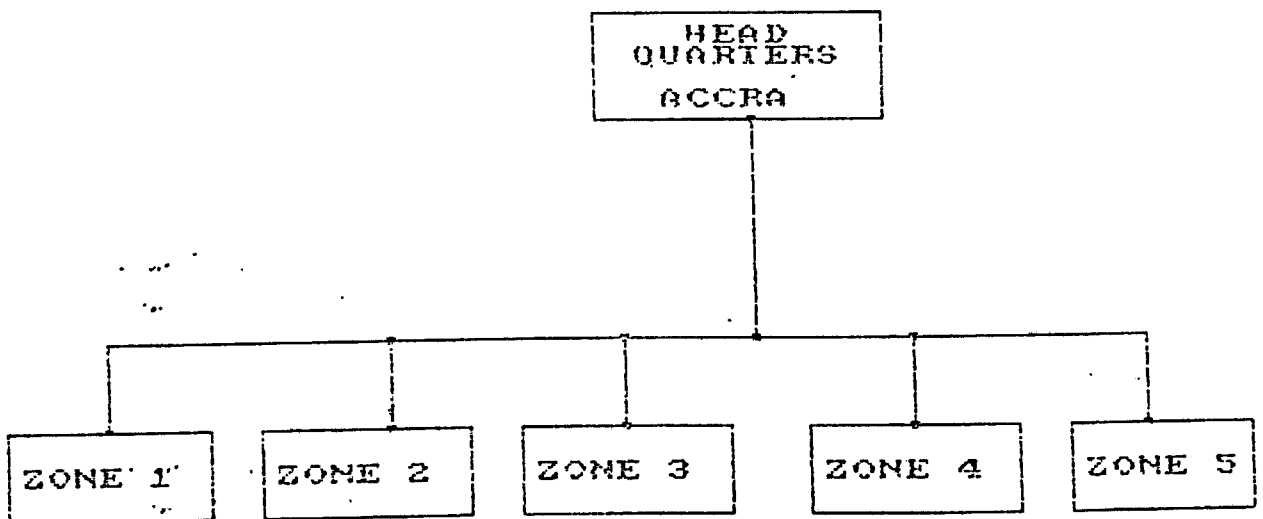 HEAD
QUARTERS
ACCRA
ZONE 1
ZONE 2
ZONE 3
ZONE 4
ZONE 5